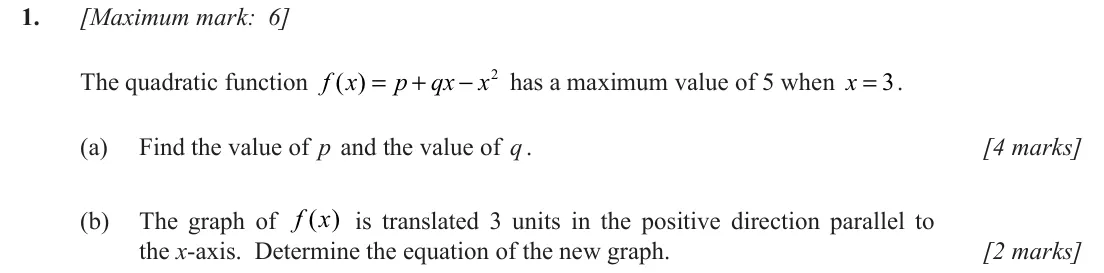 1. [Maximum mark: 6]
The quadratic function f(x) = p + qx − x² has a maximum value of 5 when x = 3.
(a) Find the value of p and the value of q. [4 marks]
(b) The graph of f(x) is translated 3 units in the positive direction parallel to
the x-axis. Determine the equation of the new graph. [2 marks]